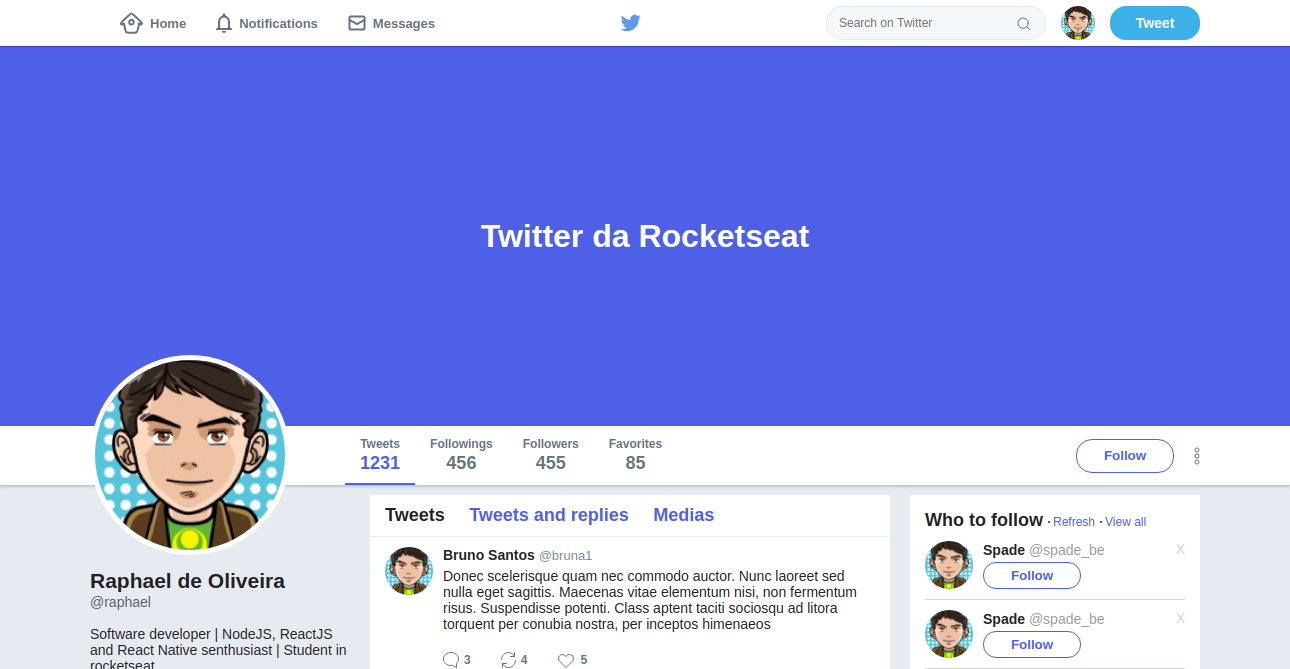 Home Notifications Messages Search on Twitter Tweet
Twitter da Rocketseat
Tweets Followings Followers Favorites
1231 456 455 85
Follow
Raphael de Oliveira
@raphael
Software developer | NodeJS, ReactJS
and React Native senthusiast | Student in
rocketseat
Tweets Tweets and replies Medias
Bruno Santos @bruna1
Donec scelerisque quam nec commodo auctor. Nunc laoreet sed
nulla eget sagittis. Maecenas vitae elementum nisi, non fermentum
risus. Suspendisse potenti. Class aptent taciti sociosqu ad litora
torquent per conubia nostra, per inceptos himenaeos
3 4 5
Who to follow · Refresh · View all
Spade @spade_be X
Follow
Spade @spade_be X
Follow